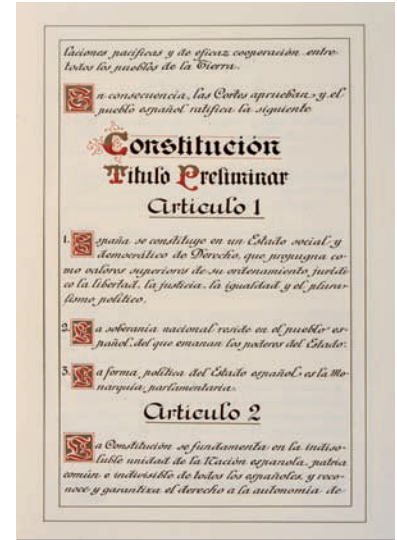 laciones pacíficas y de eficaz cooperación entre
todos los pueblos de la Tierra.
En consecuencia, las Cortes aprueban y el
pueblo español ratifica la siguiente
Constitución
Título Preliminar
Artículo 1
1. España se constituye en un Estado social y
democrático de Derecho, que propugna co-
mo valores superiores de su ordenamiento jurídi-
co la libertad, la justicia, la igualdad y el plura-
lismo político.
2. La soberanía nacional reside en el pueblo es-
pañol, del que emanan los poderes del Estado.
3. La forma política del Estado español es la Mo-
narquía parlamentaria.
Artículo 2
La Constitución se fundamenta en la indiso-
luble unidad de la Nación española, patria
común e indivisible de todos los españoles, y reco-
noce y garantiza el derecho a la autonomía de